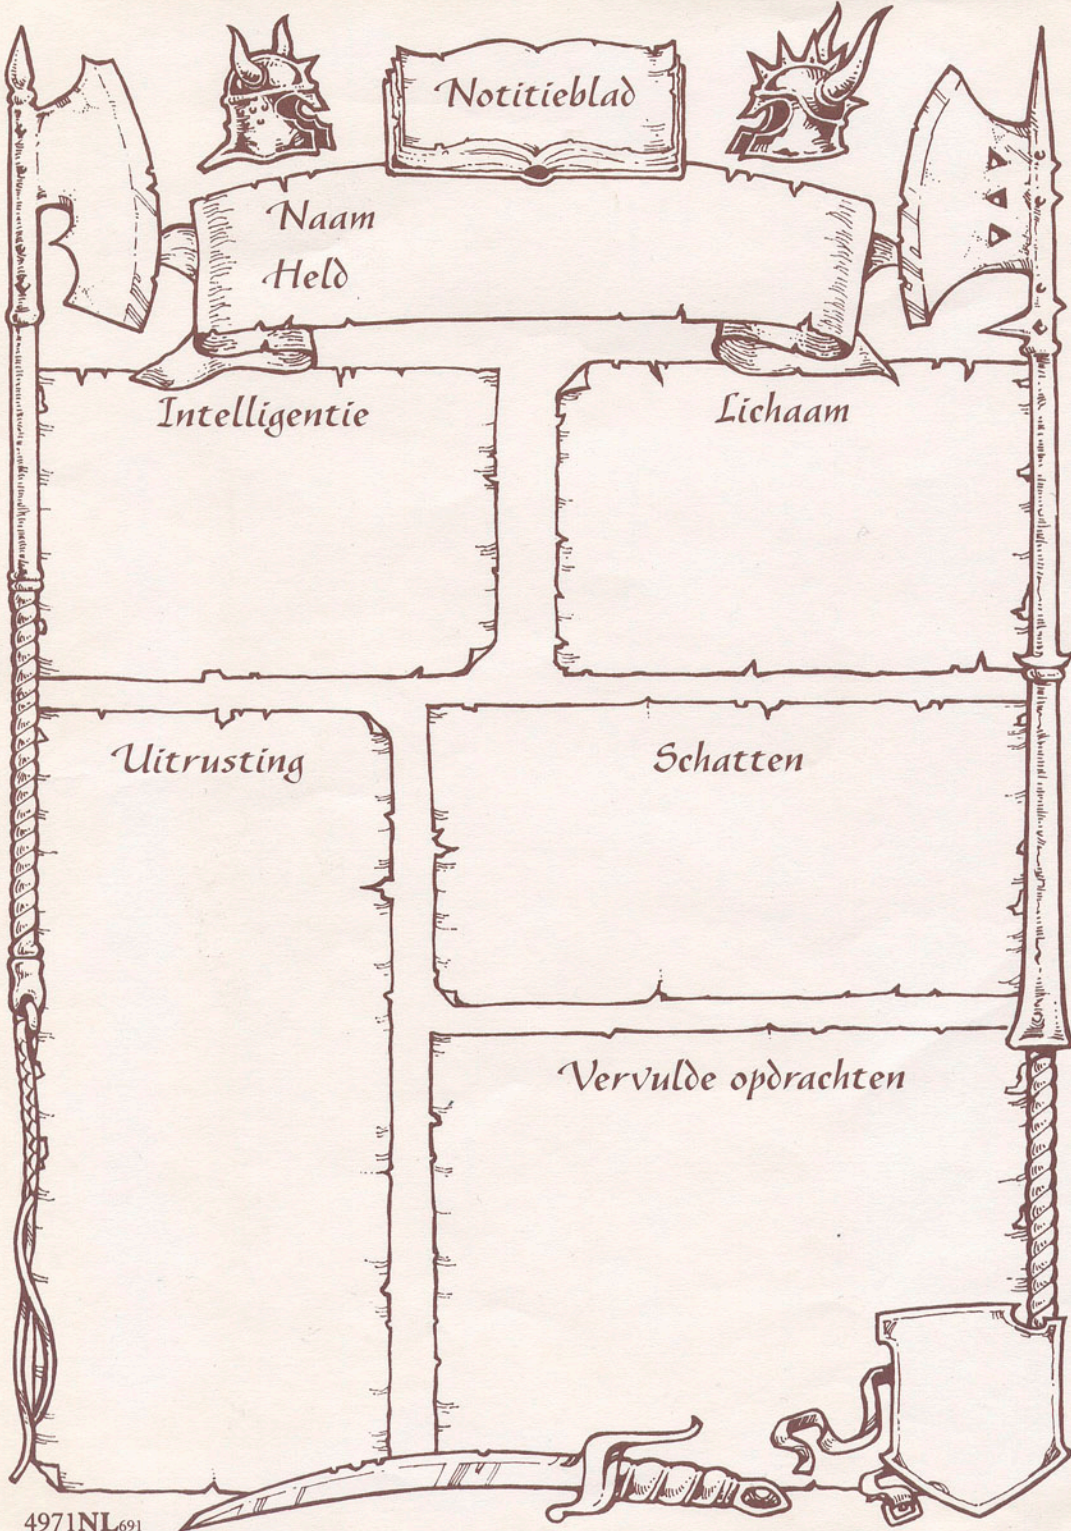 Notitieblad
Naam
Held
Intelligentie
Lichaam
Uitrusting
Schatten
Vervulde opdrachten
4971NL691